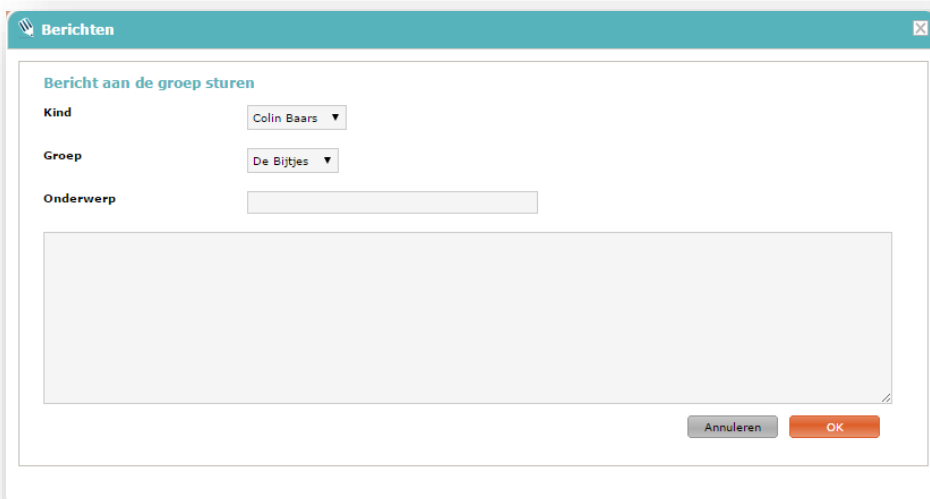 Berichten
Bericht aan de groep sturen
Kind
Colin Baars
Groep
De Bijtjes
Onderwerp
Annuleren
OK